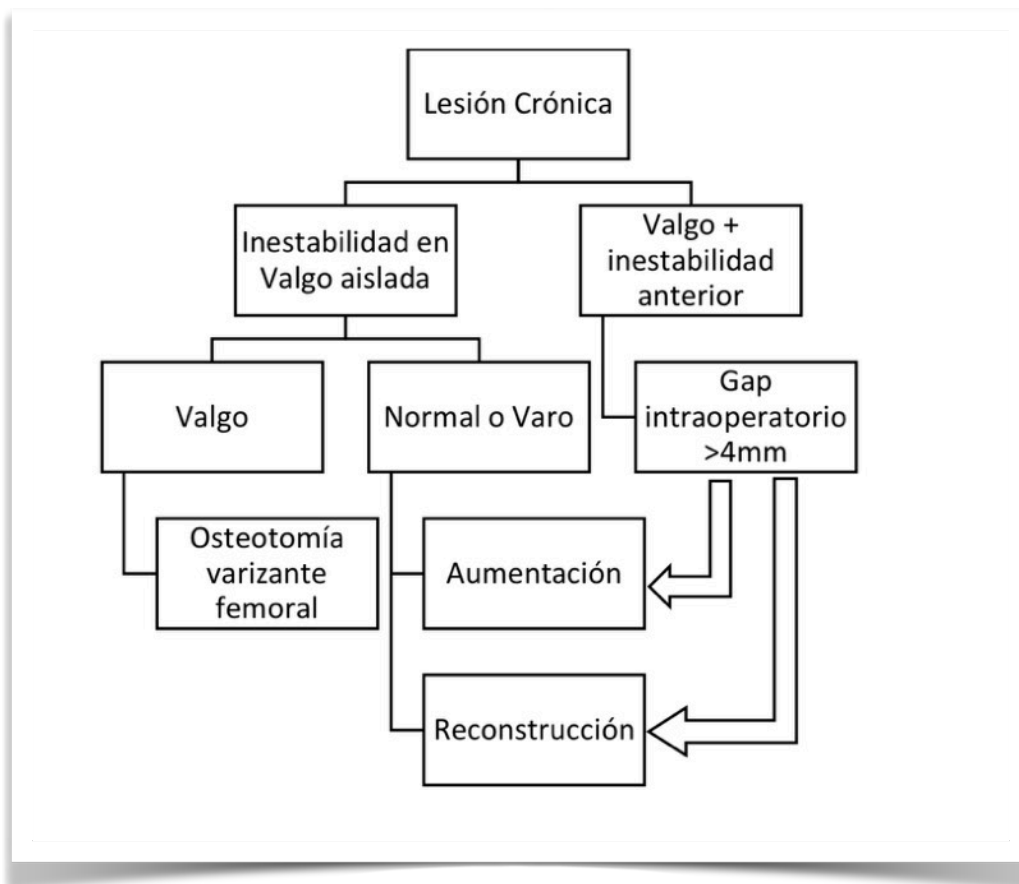 Lesión Crónica
Inestabilidad en
Valgo aislada
Valgo +
inestabilidad
anterior
Valgo
Normal o Varo
Gap
intraoperatorio
>4mm
Osteotomía
varizante
femoral
Aumentación
Reconstrucción